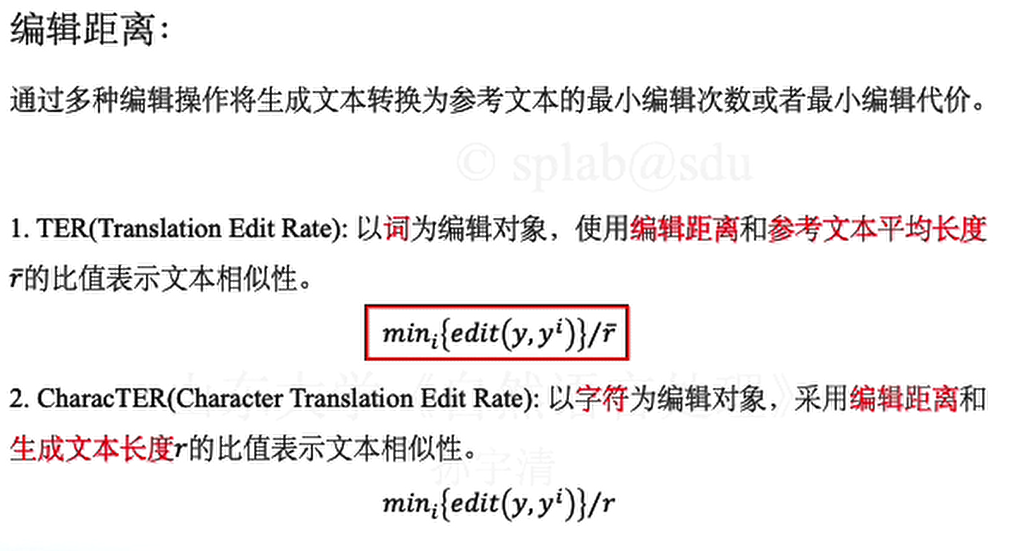 编辑距离:
通过多种编辑操作将生成文本转换为参考文本的最小编辑次数或者最小编辑代价。
© splab@sdu
1. TER(Translation Edit Rate): 以词为编辑对象，使用编辑距离和参考文本平均长度
r̄的比值表示文本相似性。
minᵢ{edit(y, yⁱ)}/r̄
山东大学《自然语言处理》
2. CharacTER(Character Translation Edit Rate): 以字符为编辑对象，采用编辑距离和
生成文本长度r的比值表示文本相似性。
孙宇清
minᵢ{edit(y, yⁱ)}/r